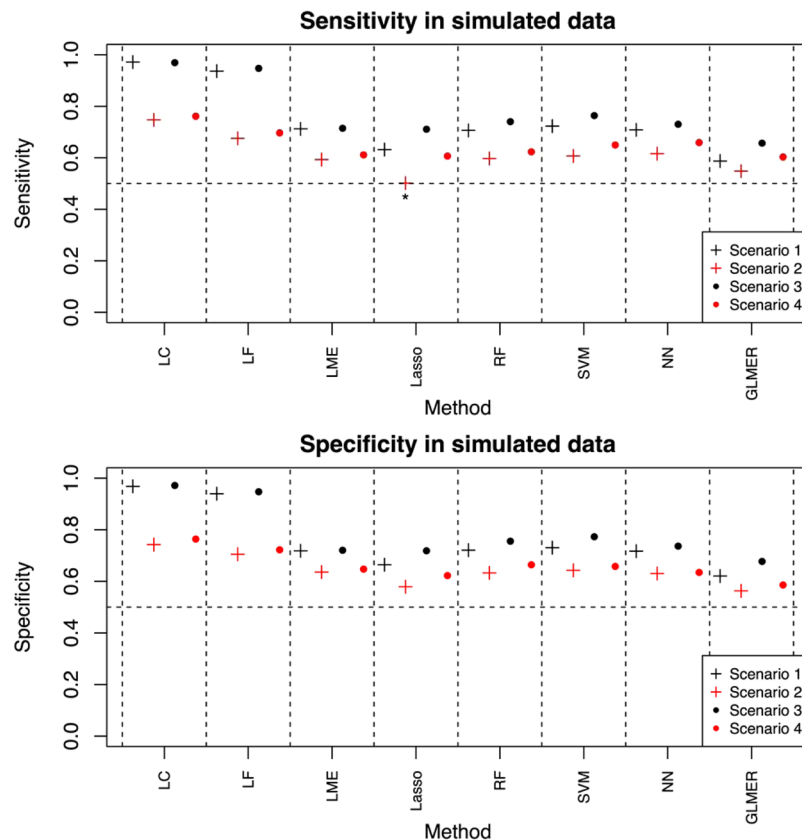 Sensitivity in simulated data
Sensitivity
1.0
0.8
0.6
0.4
0.2
0.0
*
Scenario 1
Scenario 2
Scenario 3
Scenario 4
LC
LF
LME
Lasso
RF
SVM
NN
GLMER
Method
Specificity in simulated data
Specificity
1.0
0.8
0.6
0.4
0.2
0.0
Scenario 1
Scenario 2
Scenario 3
Scenario 4
LC
LF
LME
Lasso
RF
SVM
NN
GLMER
Method